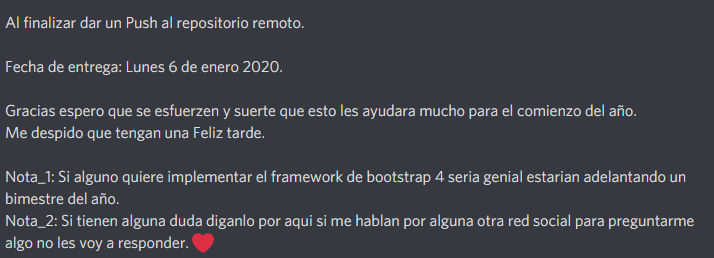 Al finalizar dar un Push al repositorio remoto.
Fecha de entrega: Lunes 6 de enero 2020.
Gracias espero que se esfuerzen y suerte que esto les ayudara mucho para el comienzo del año.
Me despido que tengan una Feliz tarde.
Nota_1: Si alguno quiere implementar el framework de bootstrap 4 seria genial estarian adelantando un
bimestre del año.
Nota_2: Si tienen alguna duda diganlo por aqui si me hablan por alguna otra red social para preguntarme
algo no les voy a responder. ❤️